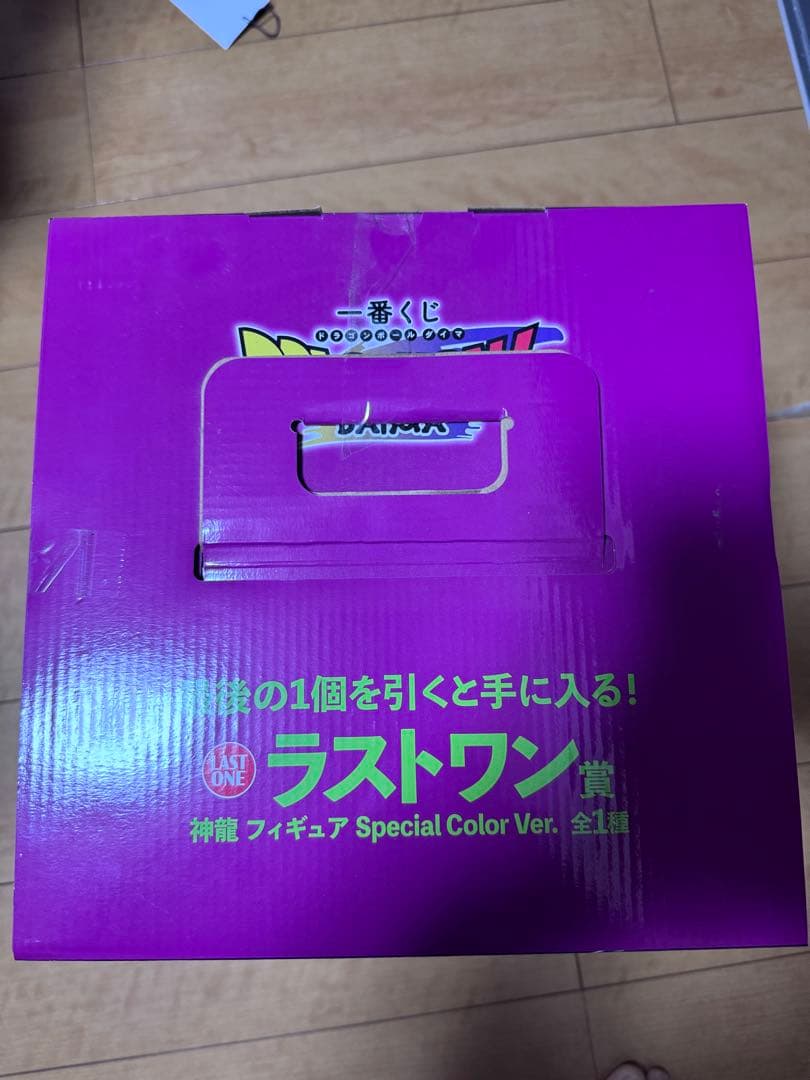 一番くじ
ドラゴンボールダイマ
DAIMA
後の1個を引くと手に入る!
LAST
ONE
ラストワン賞
神龍 フィギュア Special Color Ver. 全1種